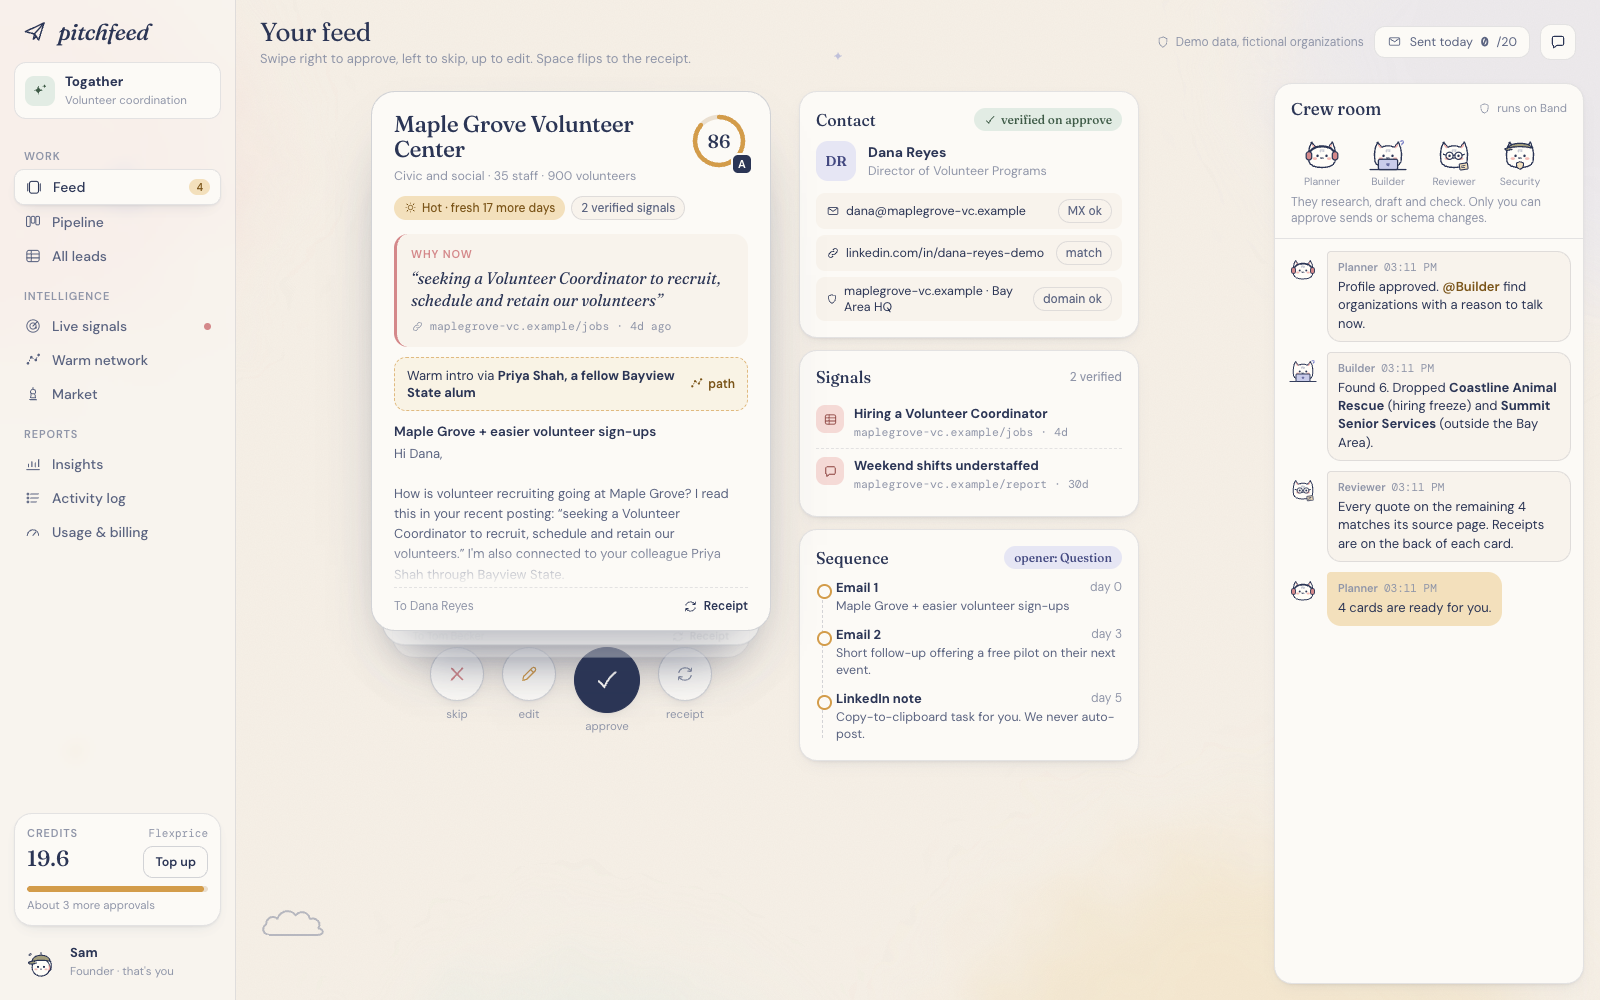 pitchfeed
Togather
Volunteer coordination
WORK
Feed
4
Pipeline
All leads
INTELLIGENCE
Live signals
Warm network
Market
REPORTS
Insights
Activity log
Usage & billing
CREDITS
Flexprice
19.6
Top up
About 3 more approvals
Sam
Founder · that's you
Your feed
Swipe right to approve, left to skip, up to edit. Space flips to the receipt.
Demo data, fictional organizations
Sent today 0 /20
Maple Grove Volunteer
Center
86
A
Civic and social · 35 staff · 900 volunteers
Hot · fresh 17 more days
2 verified signals
WHY NOW
“seeking a Volunteer Coordinator to recruit,
schedule and retain our volunteers”
maplegrove-vc.example/jobs · 4d ago
Warm intro via Priya Shah, a fellow Bayview
State alum
path
Maple Grove + easier volunteer sign-ups
Hi Dana,
How is volunteer recruiting going at Maple Grove? I read
this in your recent posting: “seeking a Volunteer
Coordinator to recruit, schedule and retain our
volunteers.” I'm also connected to your colleague Priya
Shah through Bayview State.
To Dana Reyes
Receipt
Receipt
skip
edit
approve
receipt
Contact
verified on approve
DR
Dana Reyes
Director of Volunteer Programs
dana@maplegrove-vc.example
MX ok
linkedin.com/in/dana-reyes-demo
match
maplegrove-vc.example · Bay
Area HQ
domain ok
Signals
2 verified
Hiring a Volunteer Coordinator
maplegrove-vc.example/jobs · 4d
Weekend shifts understaffed
maplegrove-vc.example/report · 30d
Sequence
opener: Question
Email 1
day 0
Maple Grove + easier volunteer sign-ups
Email 2
day 3
Short follow-up offering a free pilot on their next
event.
LinkedIn note
day 5
Copy-to-clipboard task for you. We never auto-
post.
Crew room
runs on Band
Planner
Builder
Reviewer
Security
They research, draft and check. Only you can
approve sends or schema changes.
Planner 03:11 PM
Profile approved. @Builder find
organizations with a reason to talk
now.
Builder 03:11 PM
Found 6. Dropped Coastline Animal
Rescue (hiring freeze) and Summit
Senior Services (outside the Bay
Area).
Reviewer 03:11 PM
Every quote on the remaining 4
matches its source page. Receipts
are on the back of each card.
Planner 03:11 PM
4 cards are ready for you.